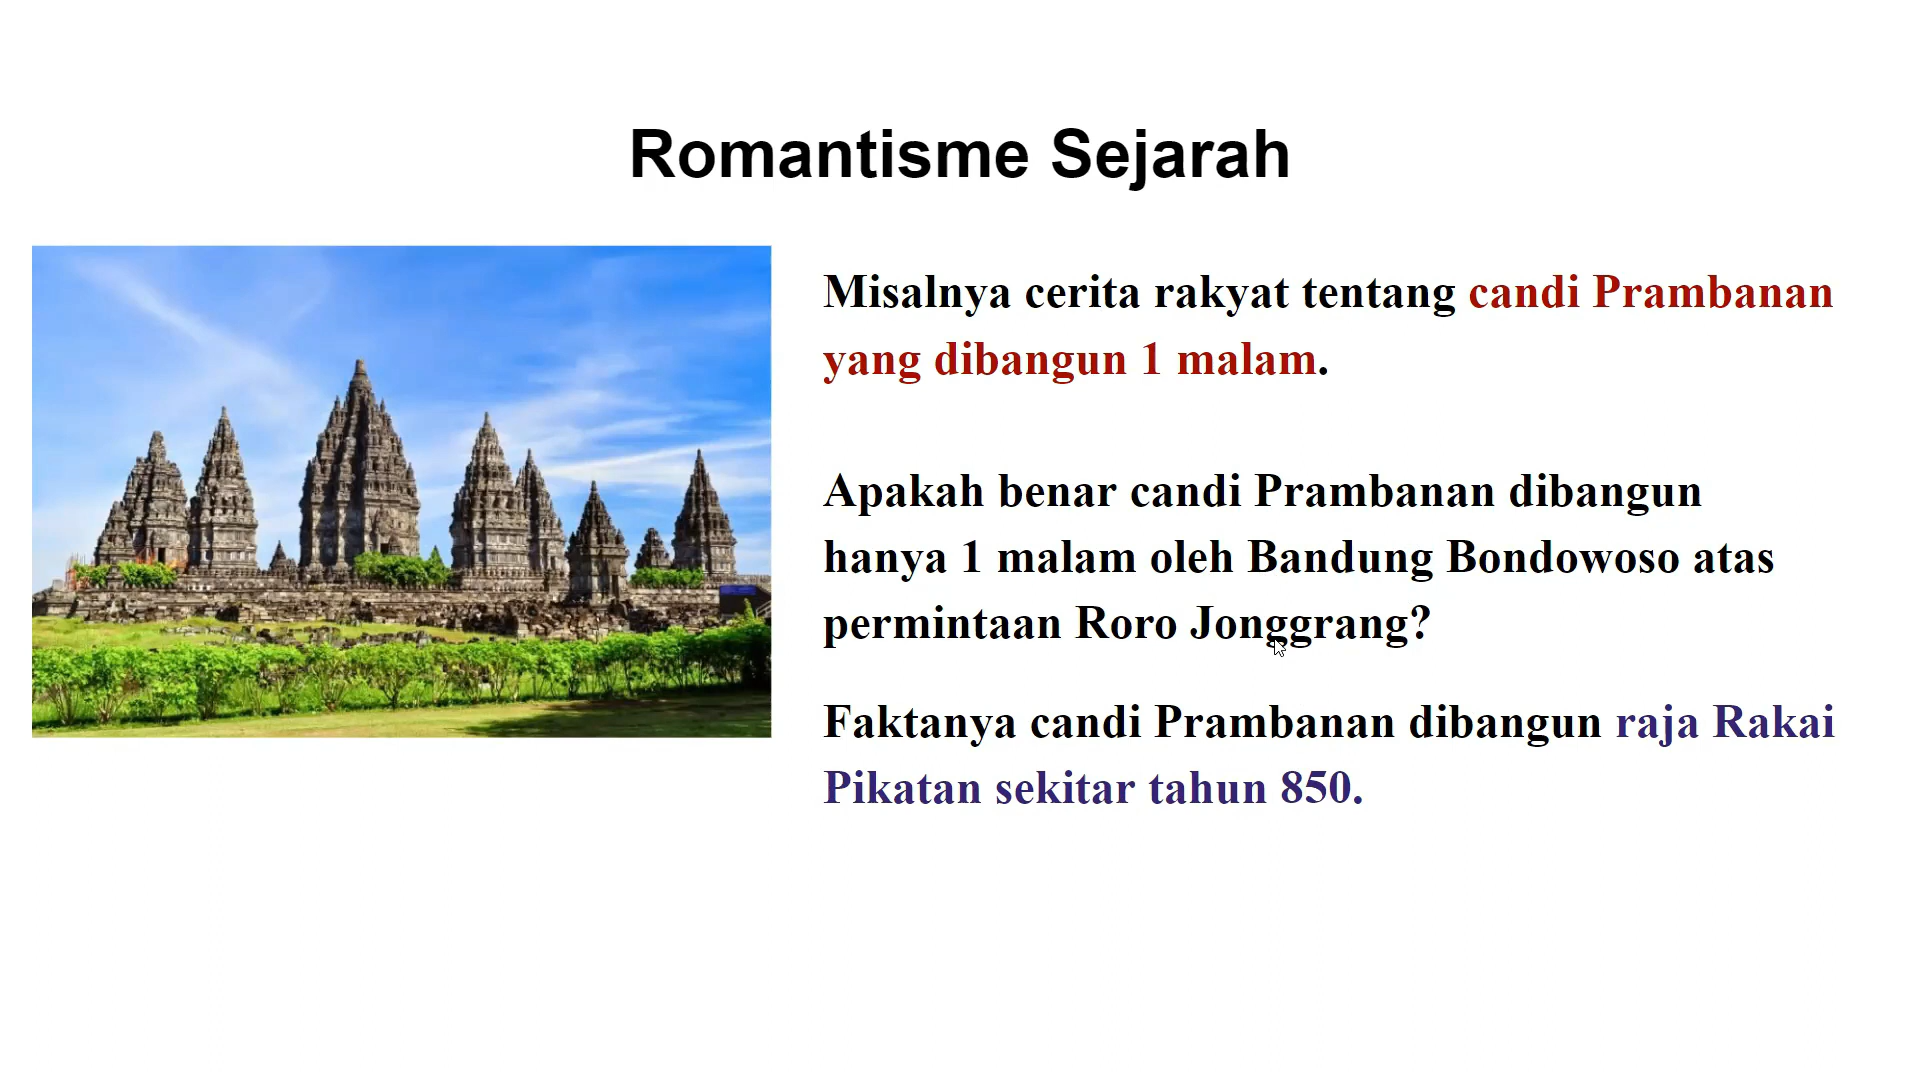 Romantisme Sejarah
Misalnya cerita rakyat tentang candi Prambanan
yang dibangun 1 malam.
Apakah benar candi Prambanan dibangun
hanya 1 malam oleh Bandung Bondowoso atas
permintaan Roro Jonggrang?
Faktanya candi Prambanan dibangun raja Rakai
Pikatan sekitar tahun 850.